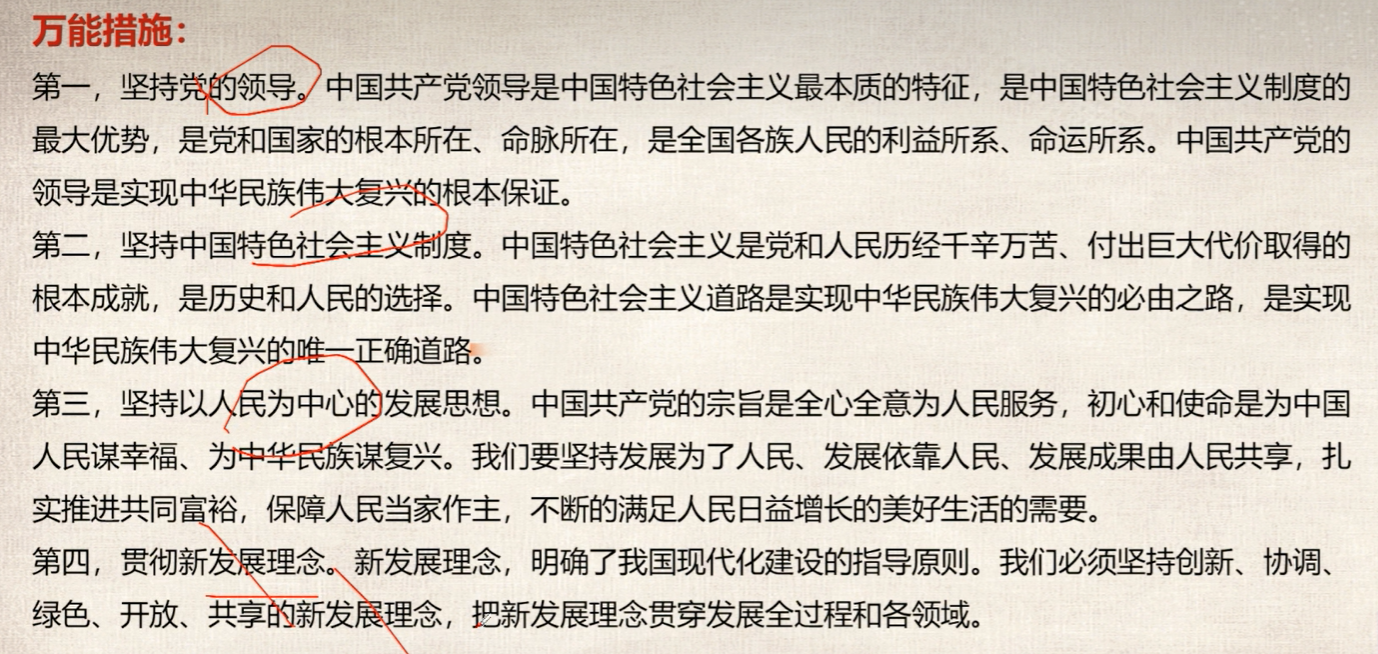 万能措施：
第一，坚持党的领导。中国共产党领导是中国特色社会主义最本质的特征，是中国特色社会主义制度的
最大优势，是党和国家的根本所在、命脉所在，是全国各族人民的利益所系、命运所系。中国共产党的
领导是实现中华民族伟大复兴的根本保证。
第二，坚持中国特色社会主义制度。中国特色社会主义是党和人民历经千辛万苦、付出巨大代价取得的
根本成就，是历史和人民的选择。中国特色社会主义道路是实现中华民族伟大复兴的必由之路，是实现
中华民族伟大复兴的唯一正确道路。
第三，坚持以人民为中心的发展思想。中国共产党的宗旨是全心全意为人民服务，初心和使命是为中国
人民谋幸福、为中华民族谋复兴。我们要坚持发展为了人民、发展依靠人民、发展成果由人民共享，扎
实推进共同富裕，保障人民当家作主，不断的满足人民日益增长的美好生活的需要。
第四，贯彻新发展理念。新发展理念，明确了我国现代化建设的指导原则。我们必须坚持创新、协调、
绿色、开放、共享的新发展理念，把新发展理念贯穿发展全过程和各领域。